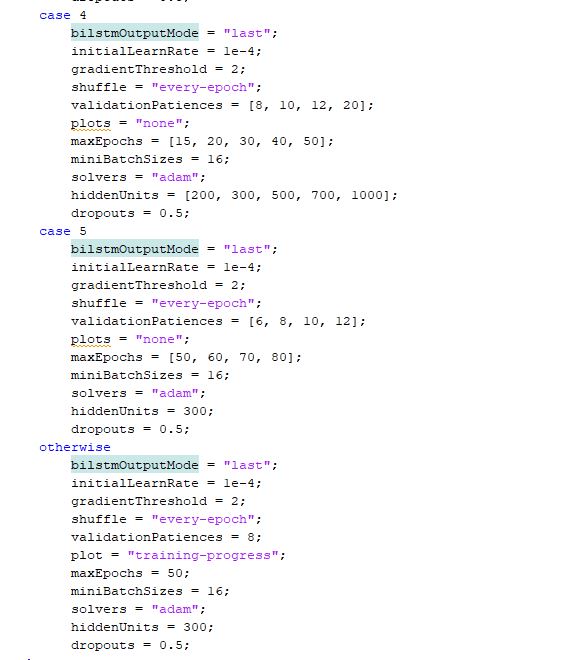 case 4
bilstmOutputMode = "last";
initialLearnRate = 1e-4;
gradientThreshold = 2;
shuffle = "every-epoch";
validationPatiences = [8, 10, 12, 20];
plots = "none";
maxEpochs = [15, 20, 30, 40, 50];
miniBatchSizes = 16;
solvers = "adam";
hiddenUnits = [200, 300, 500, 700, 1000];
dropouts = 0.5;
case 5
bilstmOutputMode = "last";
initialLearnRate = 1e-4;
gradientThreshold = 2;
shuffle = "every-epoch";
validationPatiences = [6, 8, 10, 12];
plots = "none";
maxEpochs = [50, 60, 70, 80];
miniBatchSizes = 16;
solvers = "adam";
hiddenUnits = 300;
dropouts = 0.5;
otherwise
bilstmOutputMode = "last";
initialLearnRate = 1e-4;
gradientThreshold = 2;
shuffle = "every-epoch";
validationPatiences = 8;
plot = "training-progress";
maxEpochs = 50;
miniBatchSizes = 16;
solvers = "adam";
hiddenUnits = 300;
dropouts = 0.5;